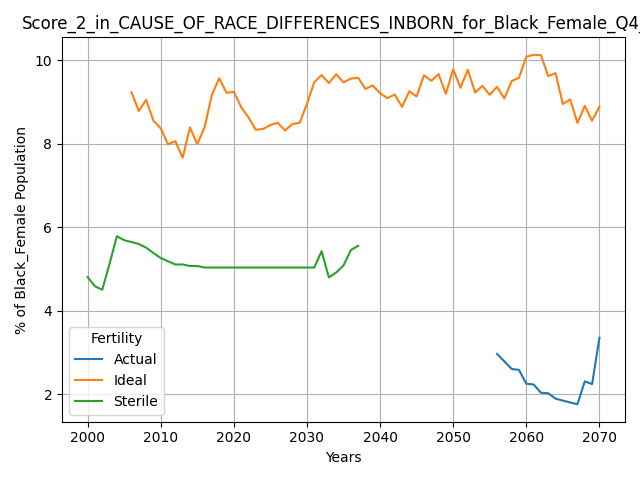 Score_2_in_CAUSE_OF_RACE_DIFFERENCES_INBORN_for_Black_Female_Q4_
% of Black_Female Population
10
8
6
4
2
Fertility
Actual
Ideal
Sterile
2000 2010 2020 2030 2040 2050 2060 2070
Years